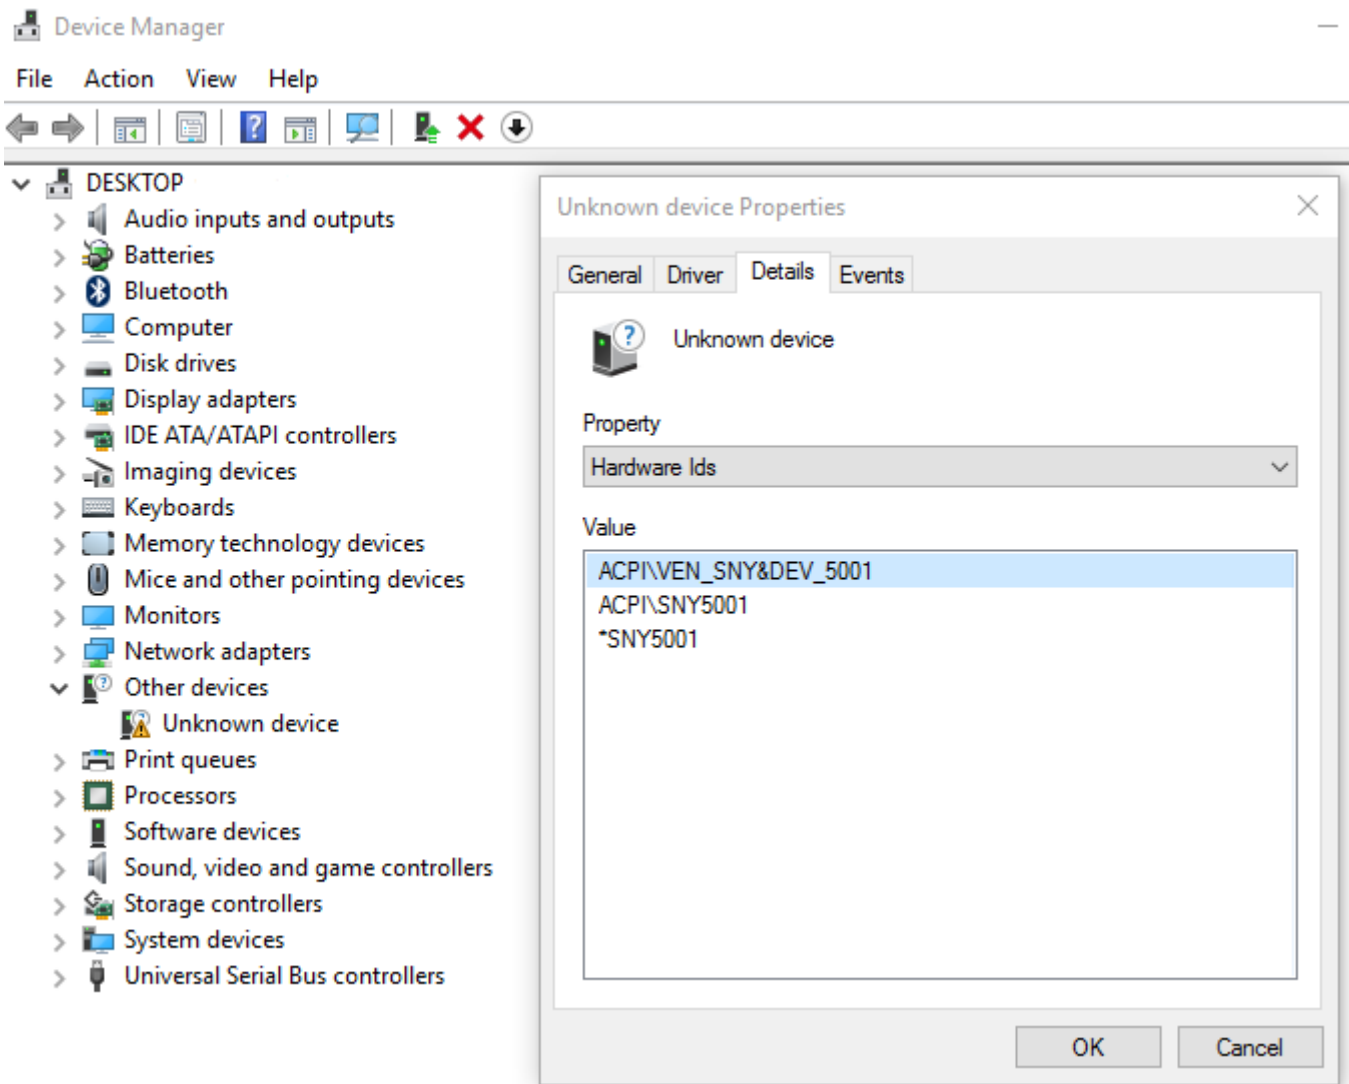 Device Manager
File Action View Help
DESKTOP
Audio inputs and outputs
Batteries
Bluetooth
Computer
Disk drives
Display adapters
IDE ATA/ATAPI controllers
Imaging devices
Keyboards
Memory technology devices
Mice and other pointing devices
Monitors
Network adapters
Other devices
Unknown device
Print queues
Processors
Software devices
Sound, video and game controllers
Storage controllers
System devices
Universal Serial Bus controllers
Unknown device Properties
General Driver Details Events
Unknown device
Property
Hardware Ids
Value
ACPI\VEN_SNY&DEV_5001
ACPI\SNY5001
*SNY5001
OK Cancel